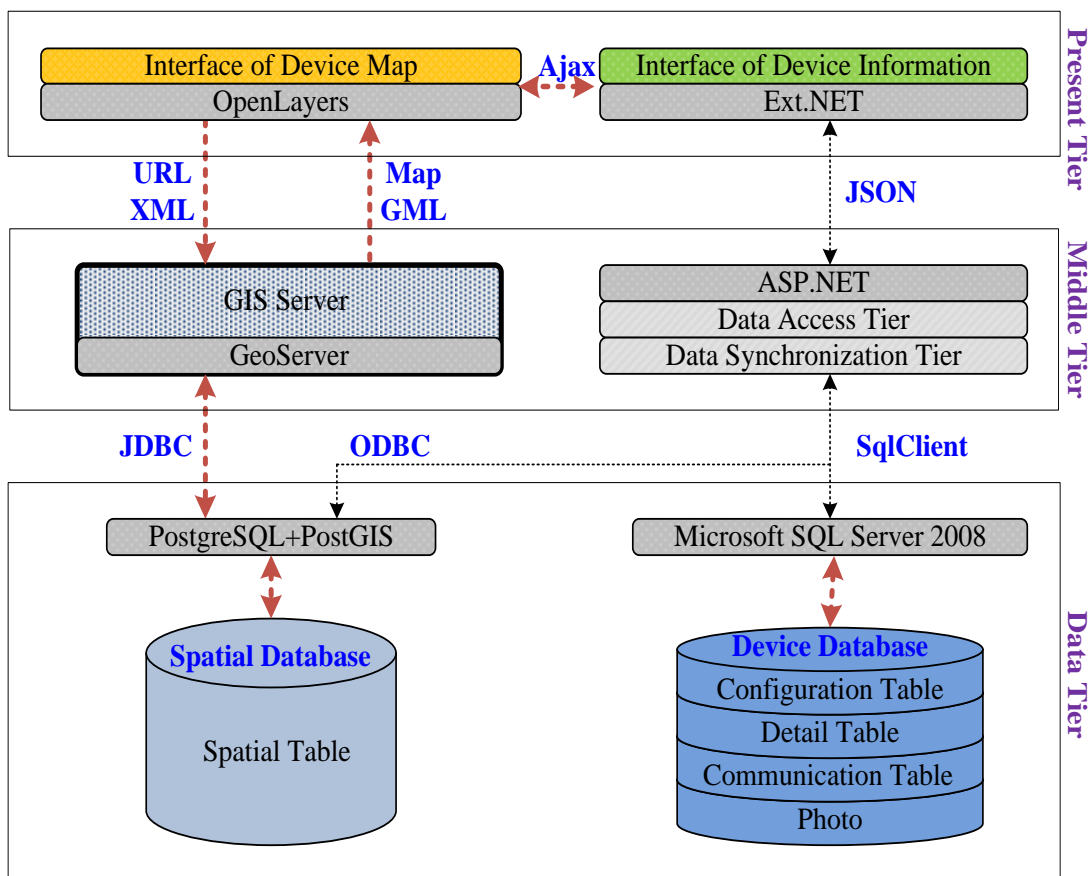 Present Tier
Interface of Device Map
OpenLayers
Ajax
Interface of Device Information
Ext.NET
URL
XML
Map
GML
JSON
Middle Tier
GIS Server
GeoServer
ASP.NET
Data Access Tier
Data Synchronization Tier
JDBC
ODBC
SqlClient
Data Tier
PostgreSQL+PostGIS
Microsoft SQL Server 2008
Spatial Database
Spatial Table
Device Database
Configuration Table
Detail Table
Communication Table
Photo